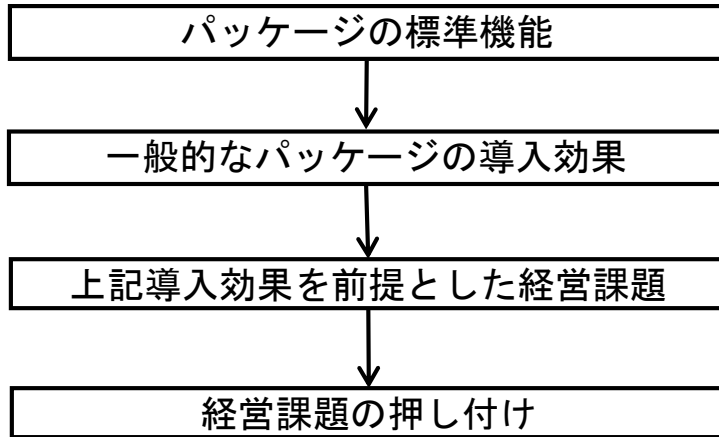 パッケージの標準機能
一般的なパッケージの導入効果
上記導入効果を前提とした経営課題
経営課題の押し付け